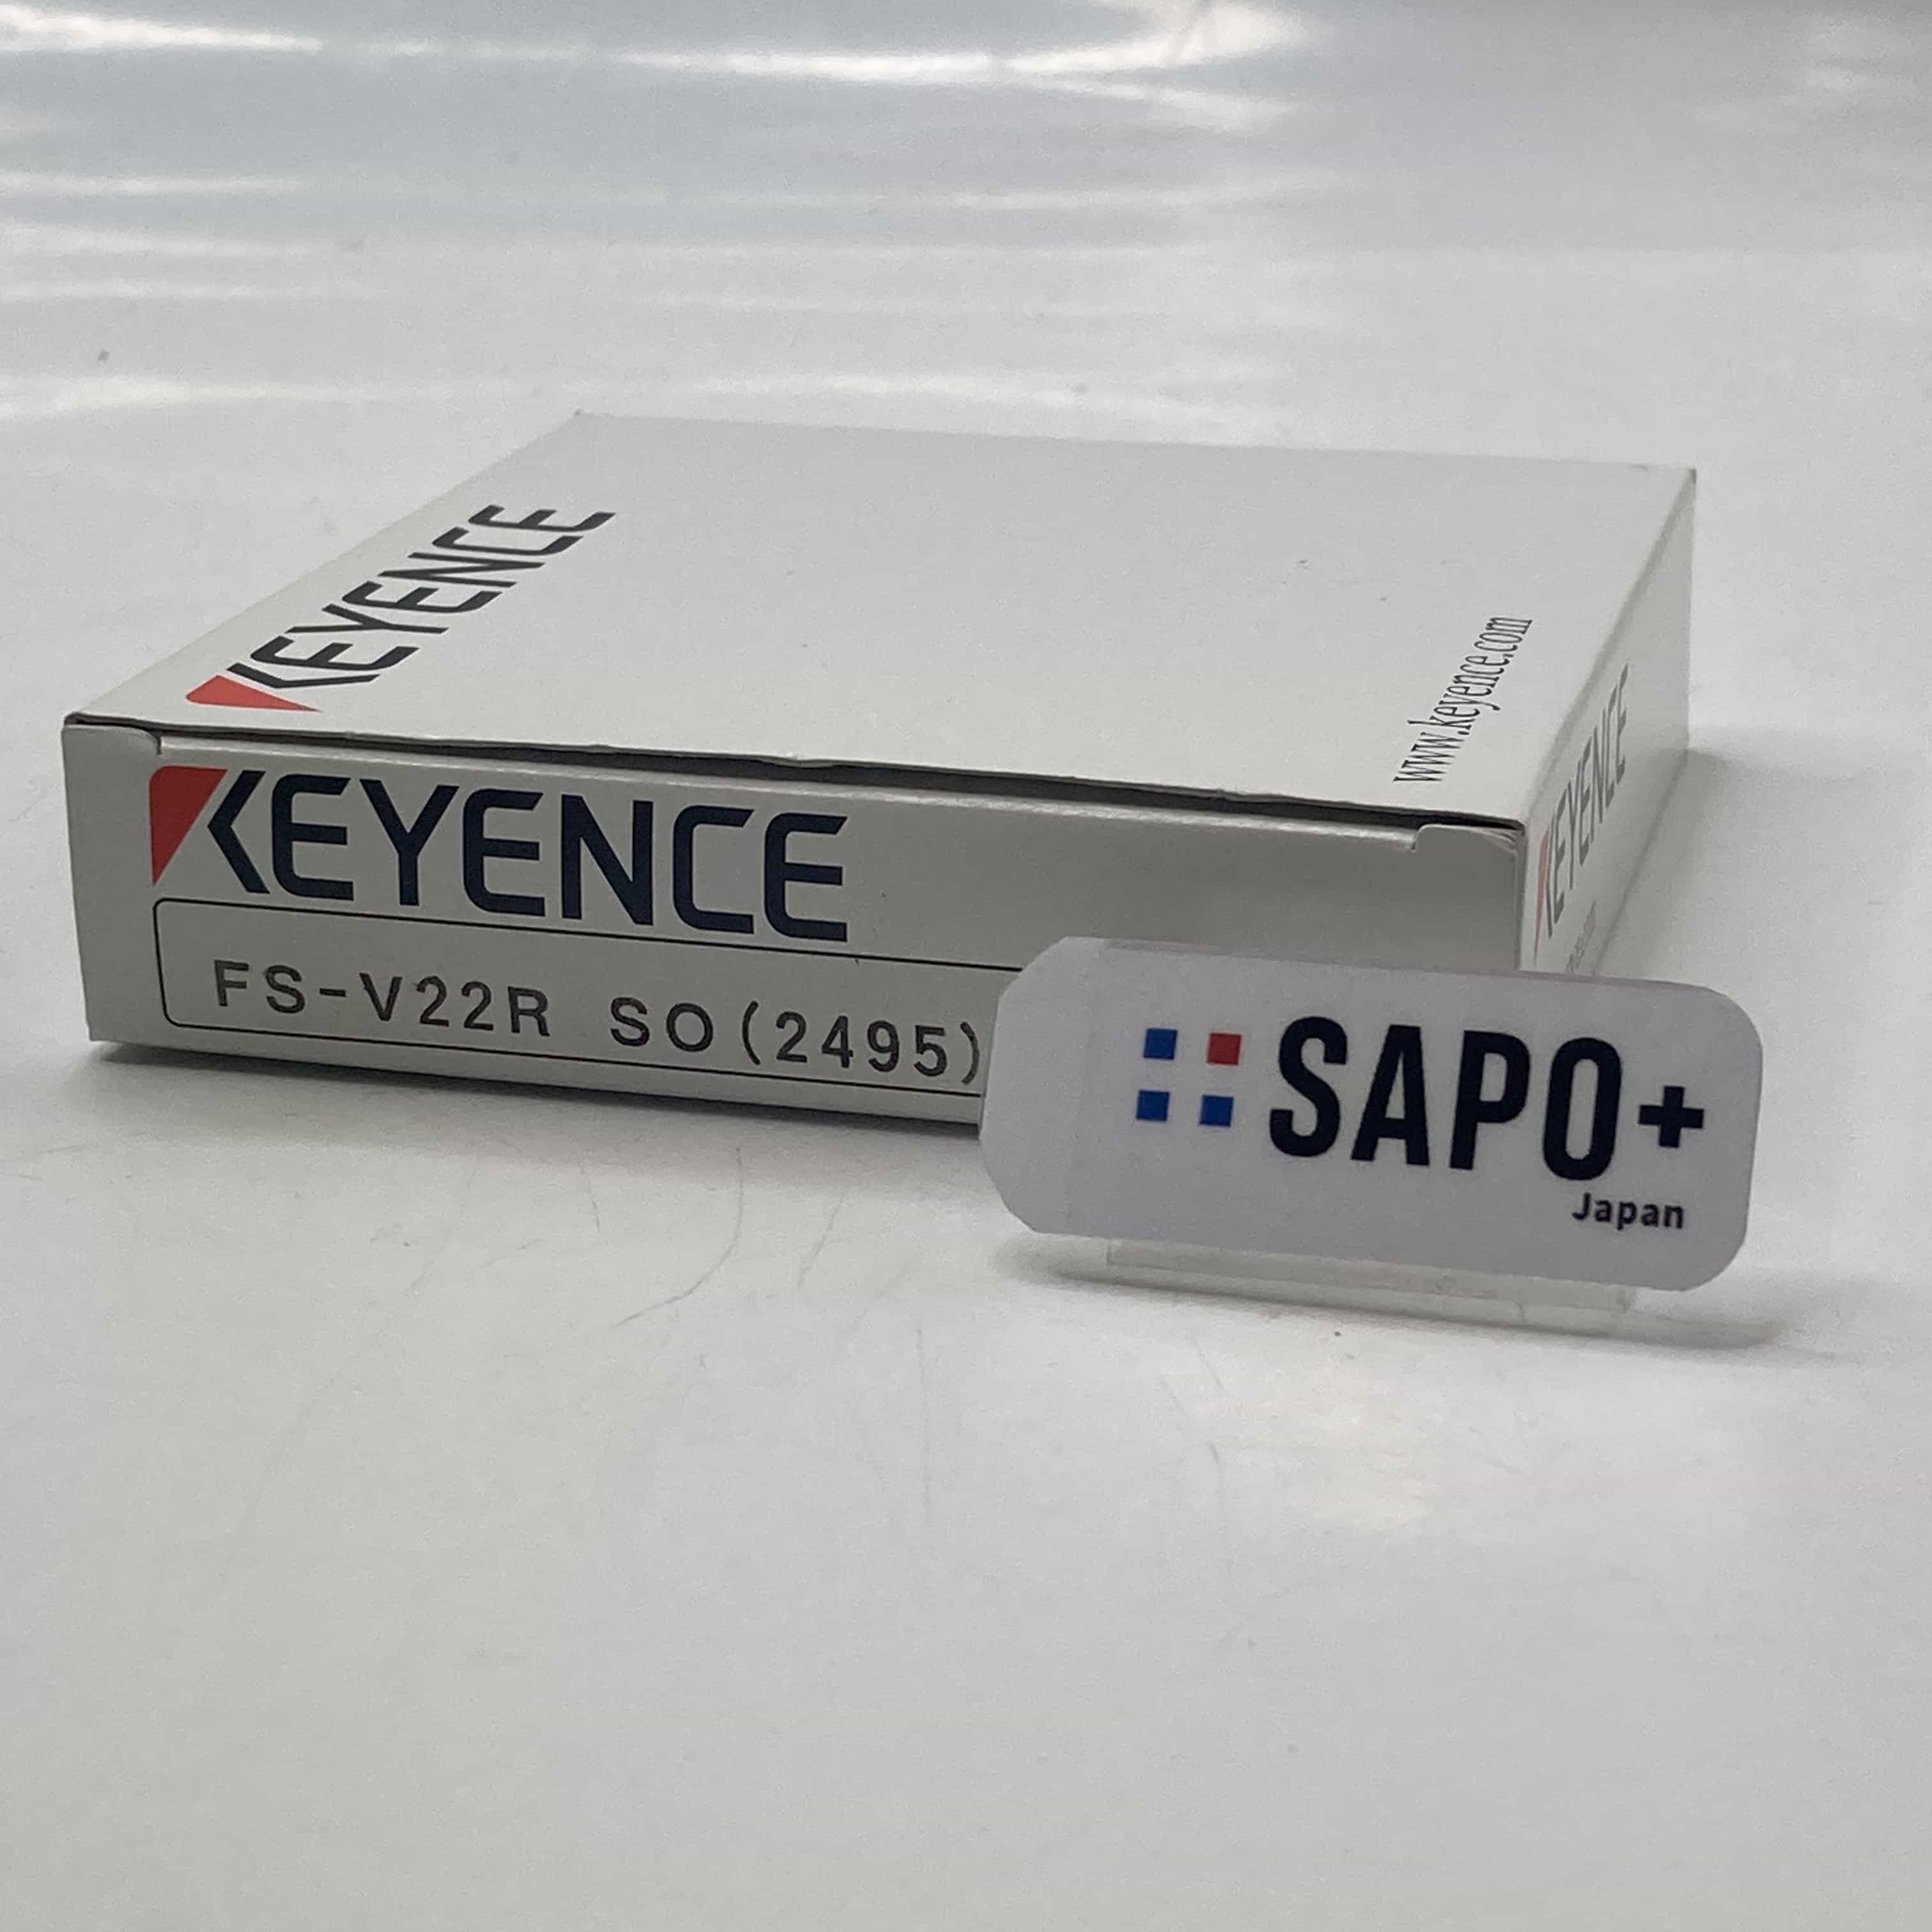 KEYENCE
www.keyence.com
KEYENCE
KEYENCE
FS-V22R SO(2495)
SAPO+
Japan